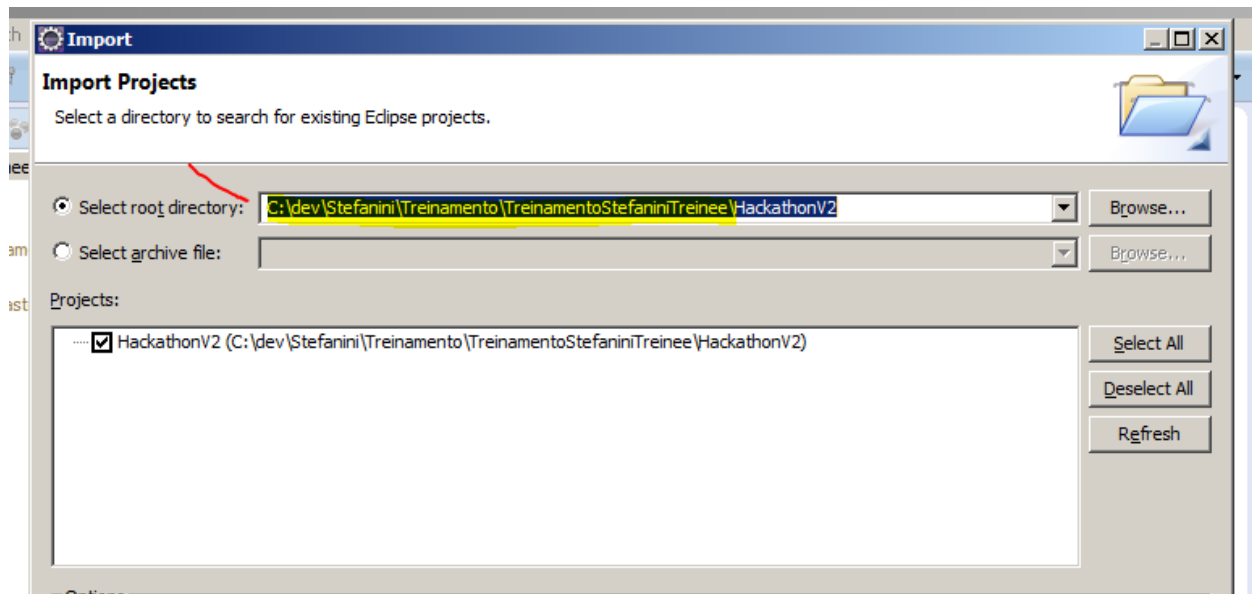 Import
Import Projects
Select a directory to search for existing Eclipse projects.
Select root directory: C:\dev\Stefanini\Treinamento\TreinamentoStefaniniTreinee\HackathonV2 Browse...
Select archive file: Browse...
Projects:
HackathonV2 (C:\dev\Stefanini\Treinamento\TreinamentoStefaniniTreinee\HackathonV2) Select All
Deselect All
Refresh